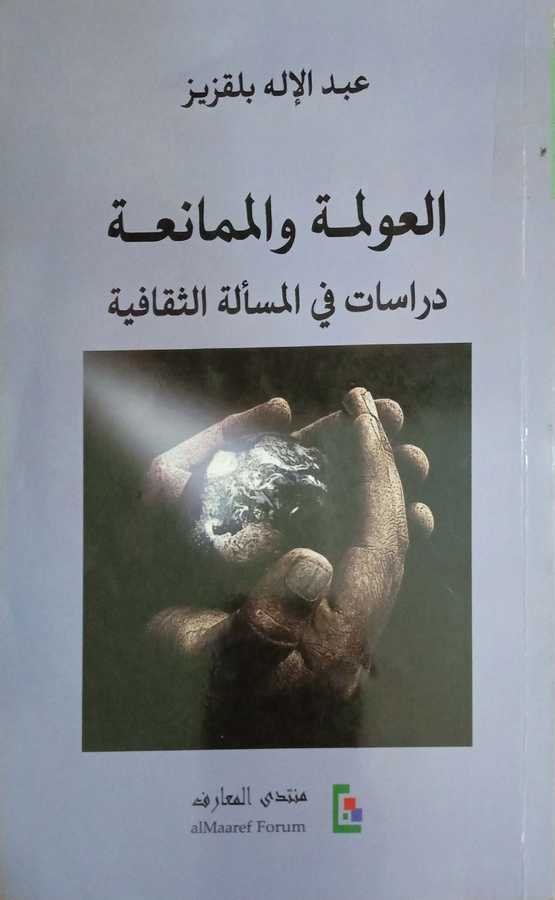 عبد الإله بلقزيز
العولمة والممانعة
دراسات في المسألة الثقافية
منتدى المعارف
alMaaref Forum